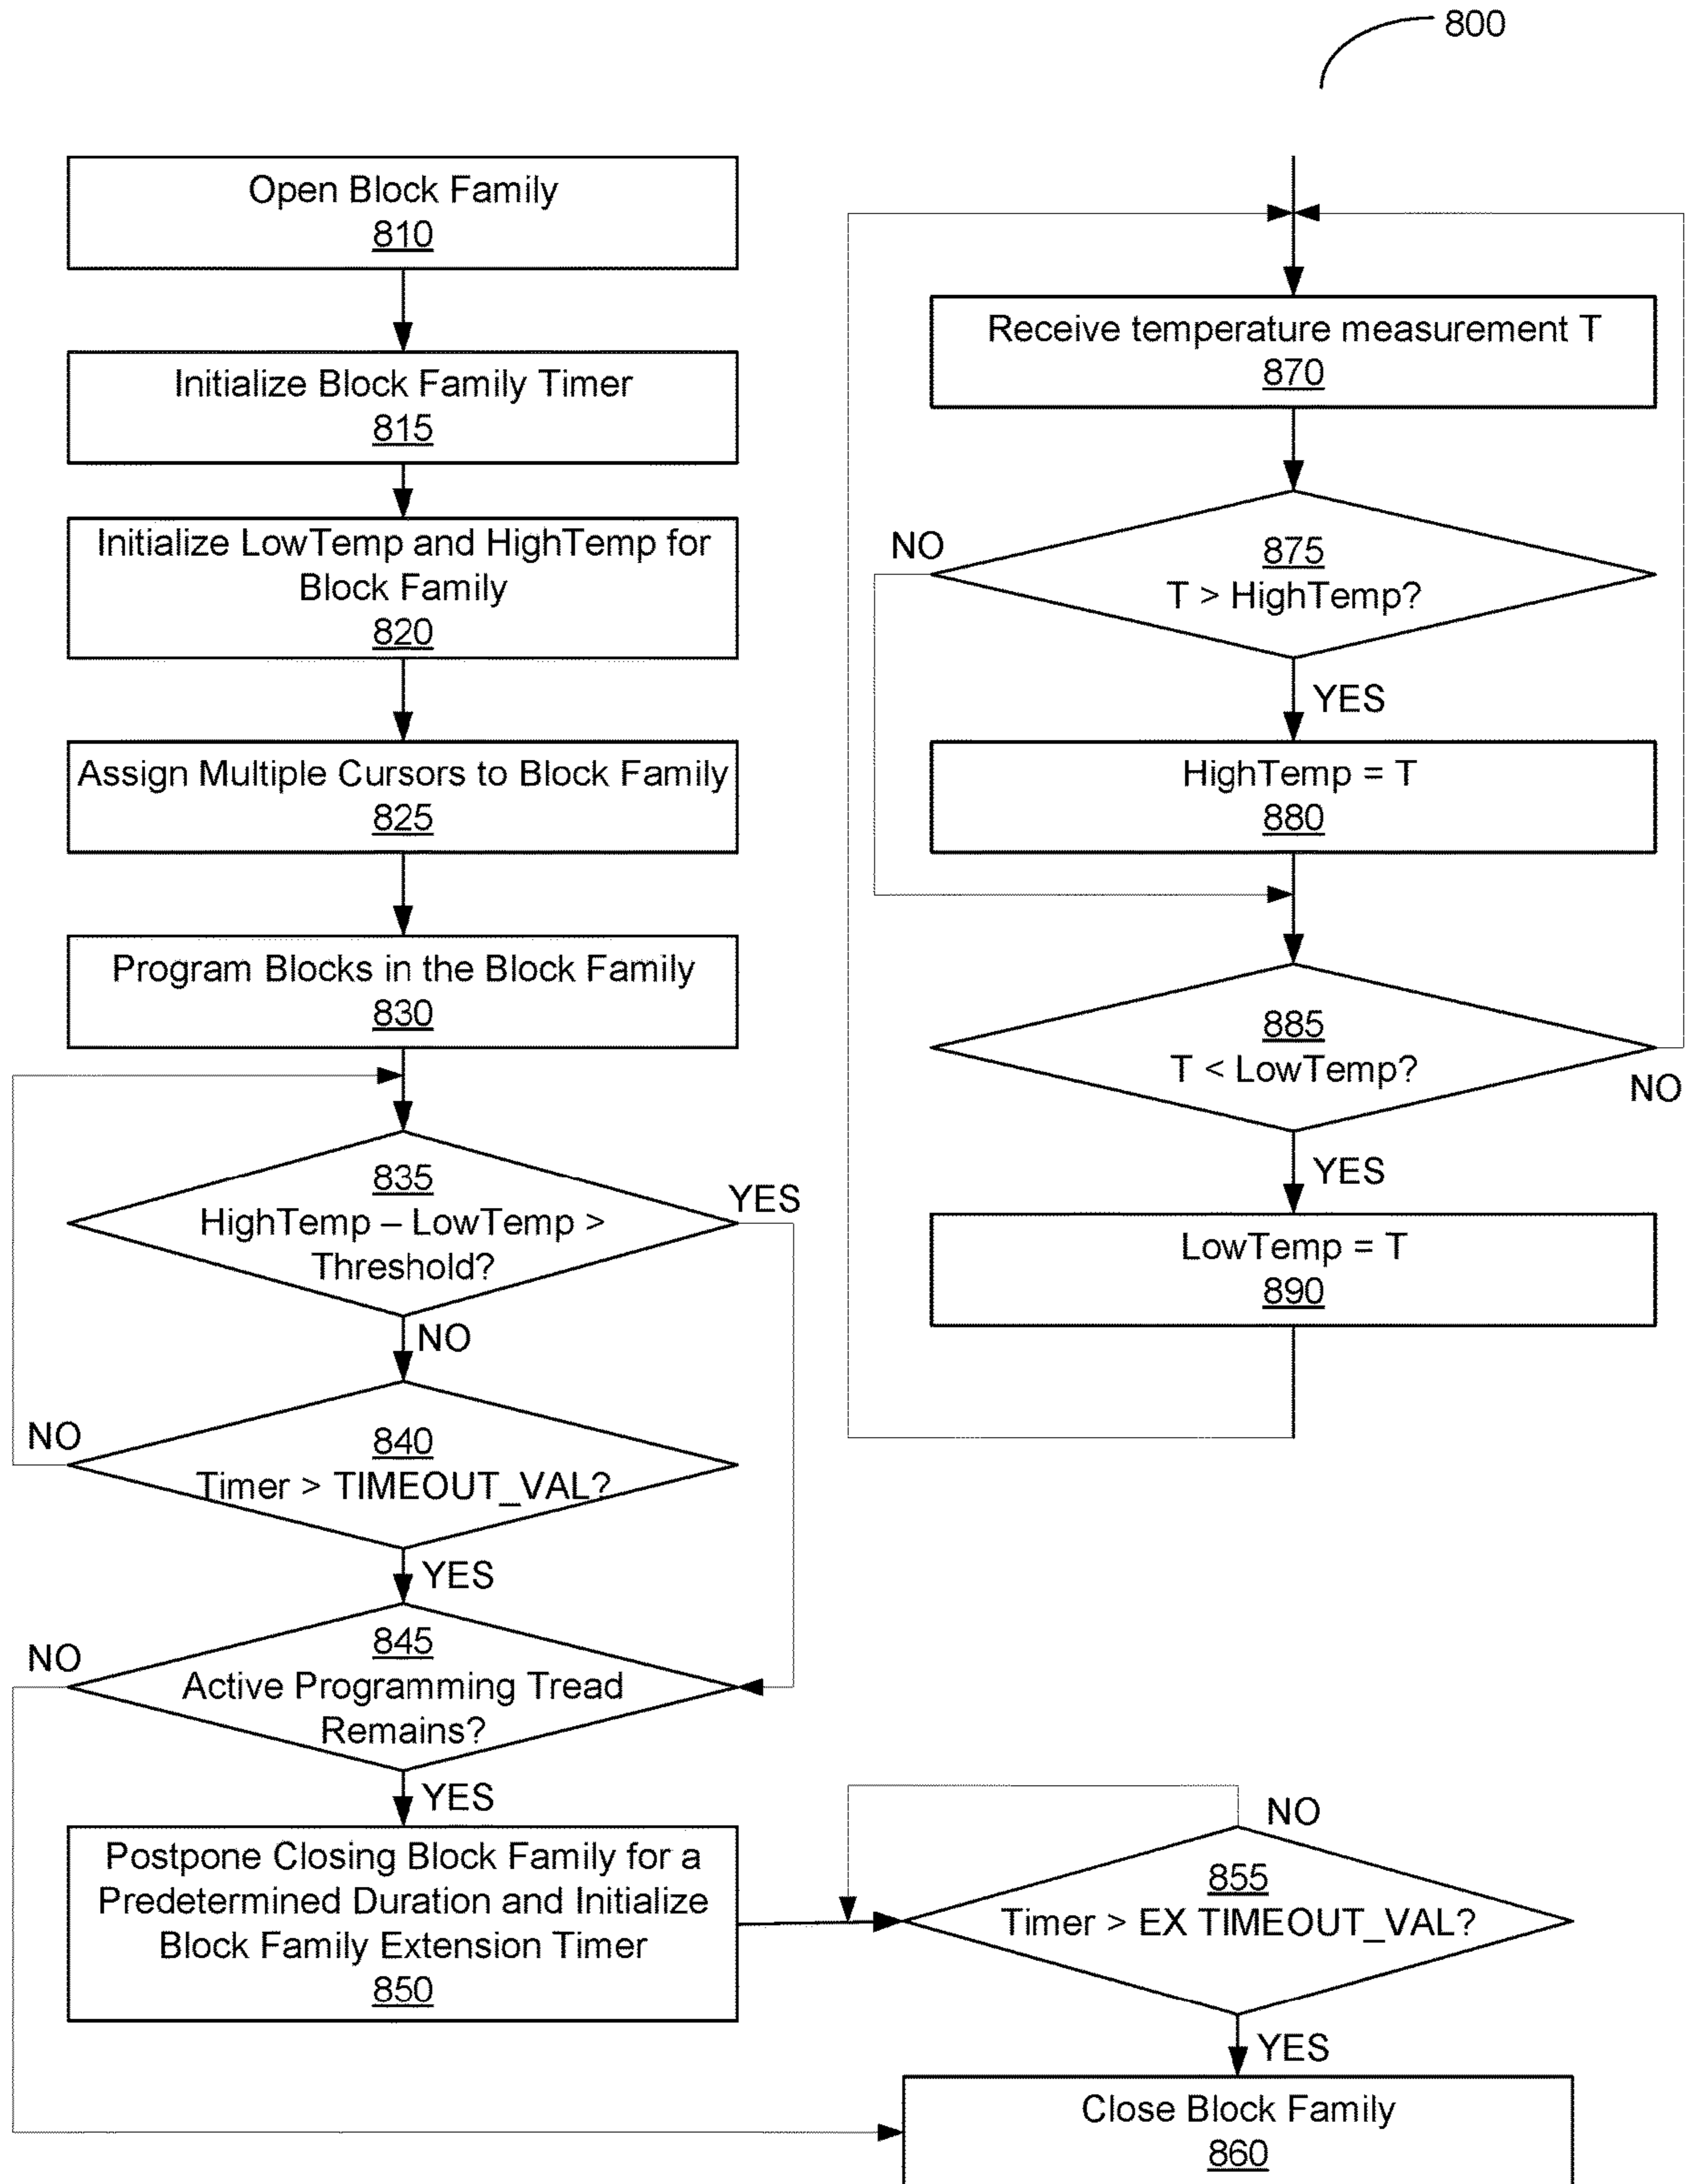 800
Open Block Family
810
Initialize Block Family Timer
815
Initialize LowTemp and HighTemp for
Block Family
820
Assign Multiple Cursors to Block Family
825
Program Blocks in the Block Family
830
835
HighTemp – LowTemp >
Threshold?
YES
NO
840
Timer > TIMEOUT_VAL?
NO
YES
845
Active Programming Tread
Remains?
NO
YES
Postpone Closing Block Family for a
Predetermined Duration and Initialize
Block Family Extension Timer
850
855
Timer > EX TIMEOUT_VAL?
NO
YES
Close Block Family
860
Receive temperature measurement T
870
875
T > HighTemp?
NO
YES
HighTemp = T
880
885
T < LowTemp?
NO
YES
LowTemp = T
890